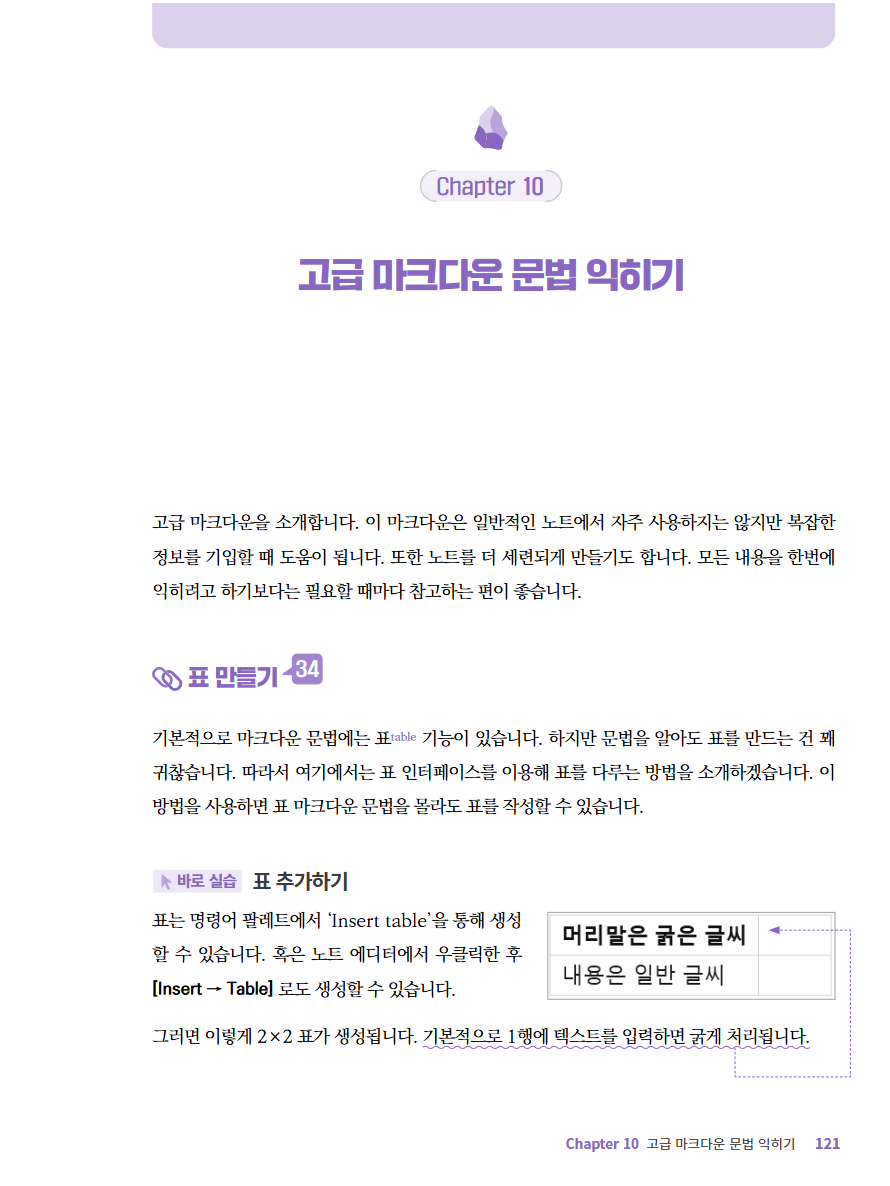 Chapter 10
고급 마크다운 문법 익히기
고급 마크다운을 소개합니다. 이 마크다운은 일반적인 노트에서 자주 사용하지는 않지만 복잡한
정보를 기입할 때 도움이 됩니다. 또한 노트를 더 세련되게 만들기도 합니다. 모든 내용을 한번에
익히려고 하기보다는 필요할 때마다 참고하는 편이 좋습니다.
표 만들기 34
기본적으로 마크다운 문법에는 표table 기능이 있습니다. 하지만 문법을 알아도 표를 만드는 건 꽤
귀찮습니다. 따라서 여기에서는 표 인터페이스를 이용해 표를 다루는 방법을 소개하겠습니다. 이
방법을 사용하면 표 마크다운 문법을 몰라도 표를 작성할 수 있습니다.
바로 실습 표 추가하기
표는 명령어 팔레트에서 ‘Insert table’을 통해 생성
할 수 있습니다. 혹은 노트 에디터에서 우클릭한 후
[Insert → Table] 로도 생성할 수 있습니다.
머리말은 굵은 글씨
내용은 일반 글씨
그러면 이렇게 2×2 표가 생성됩니다. 기본적으로 1행에 텍스트를 입력하면 굵게 처리됩니다.
Chapter 10 고급 마크다운 문법 익히기 121